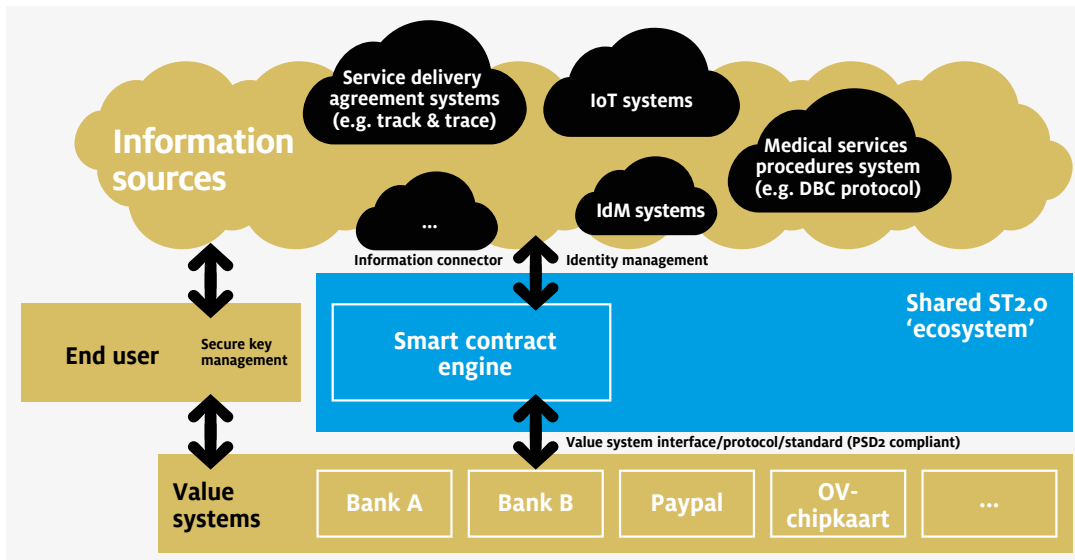 Service delivery
agreement systems
(e.g. track & trace)
IoT systems
Information
sources
Medical services
procedures system
(e.g. DBC protocol)
...
IdM systems
Information connector
Identity management
Shared ST2.0
‘ecosystem’
End user
Secure key
management
Smart contract
engine
Value system interface/protocol/standard (PSD2 compliant)
Value
systems
Bank A
Bank B
Paypal
OV-
chipkaart
...